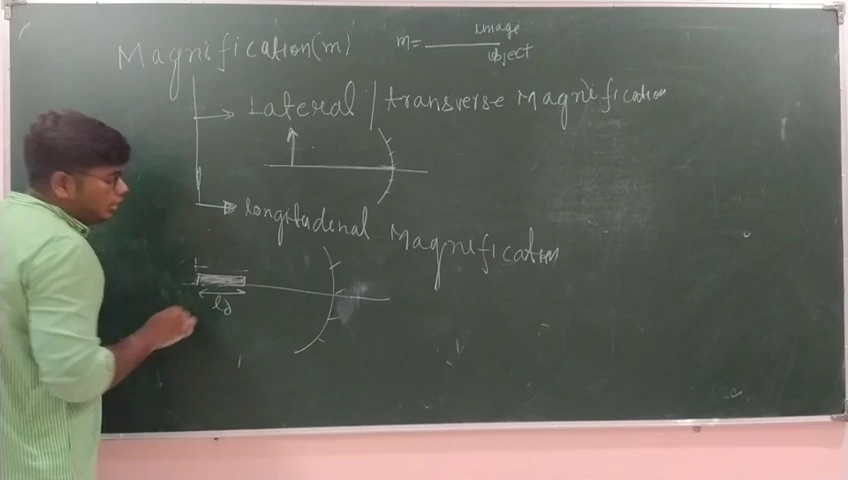 Magnification(m)
m= image
object
Lateral | transverse Magnification
longitudenal Magnification